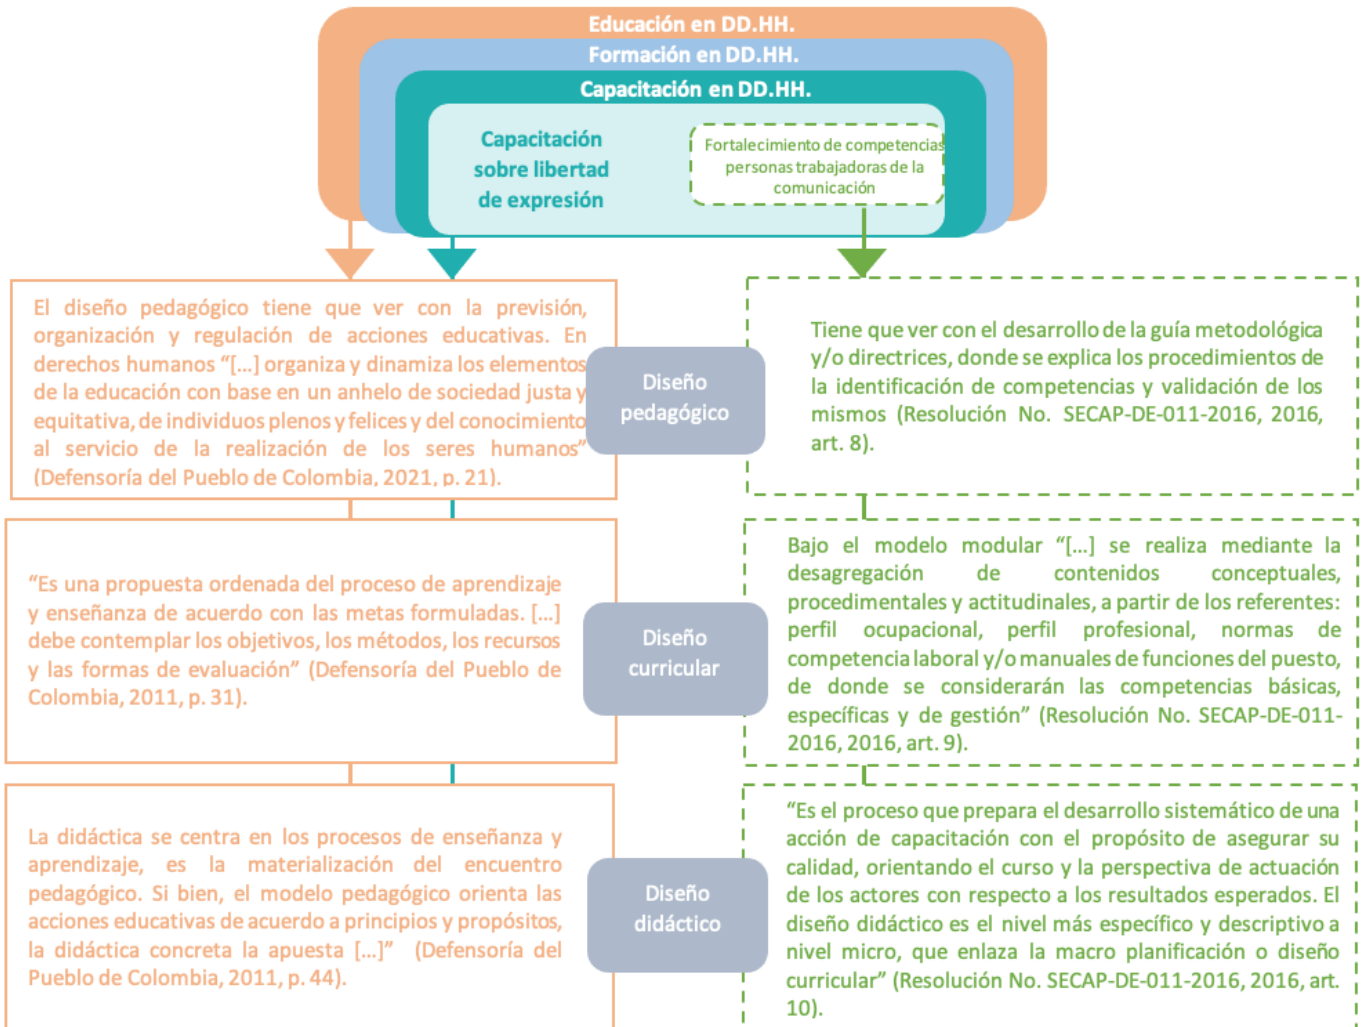 Educación en DD.HH.
Formación en DD.HH.
Capacitación en DD.HH.
Capacitación
sobre libertad
de expresión
Fortalecimiento de competencias
personas trabajadoras de la
comunicación
El diseño pedagógico tiene que ver con la previsión,
organización y regulación de acciones educativas. En
derechos humanos “[…] organiza y dinamiza los elementos
de la educación con base en un anhelo de sociedad justa y
equitativa, de individuos plenos y felices y del conocimiento
al servicio de la realización de los seres humanos”
(Defensoría del Pueblo de Colombia, 2021, p. 21).
Diseño
pedagógico
Tiene que ver con el desarrollo de la guía metodológica
y/o directrices, donde se explica los procedimientos de
la identificación de competencias y validación de los
mismos (Resolución No. SECAP-DE-011-2016, 2016,
art. 8).
“Es una propuesta ordenada del proceso de aprendizaje
y enseñanza de acuerdo con las metas formuladas. […]
debe contemplar los objetivos, los métodos, los recursos
y las formas de evaluación” (Defensoría del Pueblo de
Colombia, 2011, p. 31).
Diseño
curricular
Bajo el modelo modular “[…] se realiza mediante la
desagregación de contenidos conceptuales,
procedimentales y actitudinales, a partir de los referentes:
perfil ocupacional, perfil profesional, normas de
competencia laboral y/o manuales de funciones del puesto,
de donde se considerarán las competencias básicas,
específicas y de gestión” (Resolución No. SECAP-DE-011-
2016, 2016, art. 9).
La didáctica se centra en los procesos de enseñanza y
aprendizaje, es la materialización del encuentro
pedagógico. Si bien, el modelo pedagógico orienta las
acciones educativas de acuerdo a principios y propósitos,
la didáctica concreta la apuesta […]” (Defensoría del
Pueblo de Colombia, 2011, p. 44).
Diseño
didáctico
“Es el proceso que prepara el desarrollo sistemático de una
acción de capacitación con el propósito de asegurar su
calidad, orientando el curso y la perspectiva de actuación
de los actores con respecto a los resultados esperados. El
diseño didáctico es el nivel más específico y descriptivo a
nivel micro, que enlaza la macro planificación o diseño
curricular” (Resolución No. SECAP-DE-011-2016, 2016, art.
10).